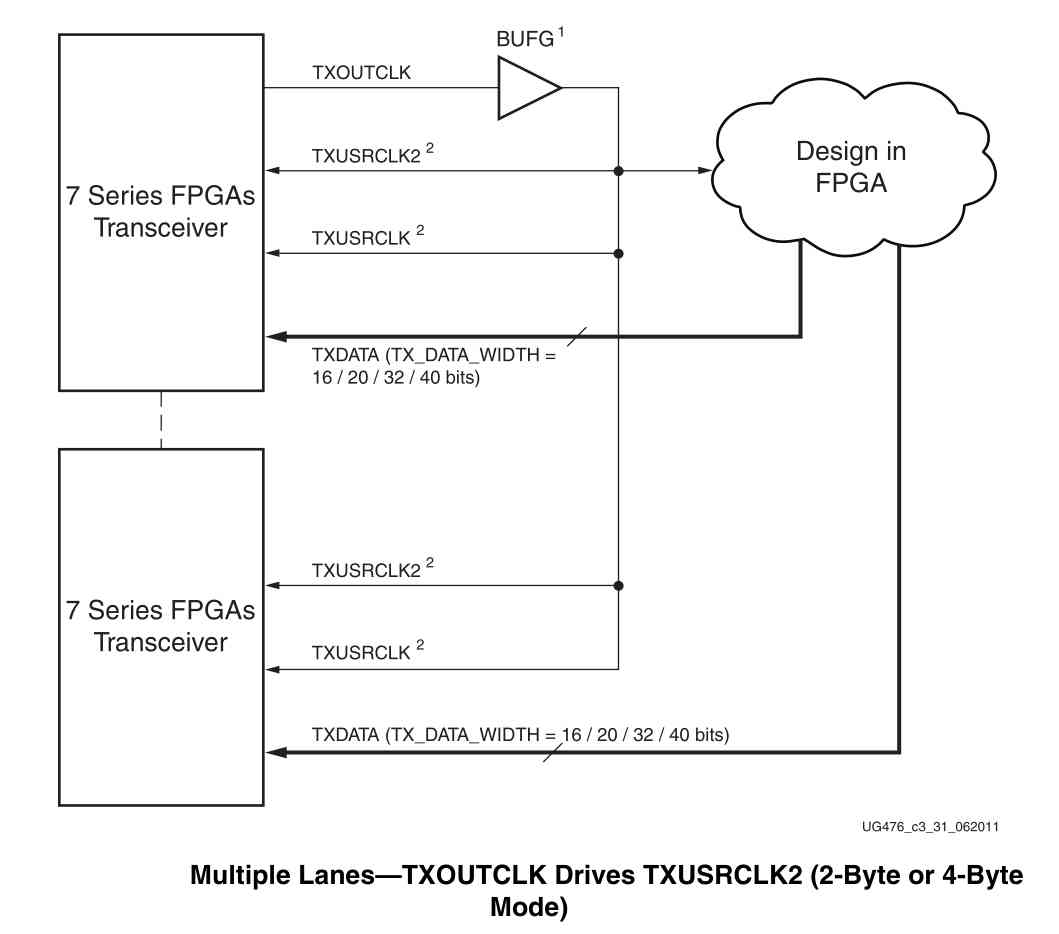 BUFG 1
TXOUTCLK
TXUSRCLK2 2
Design in
FPGA
7 Series FPGAs
Transceiver
TXUSRCLK 2
TXDATA (TX_DATA_WIDTH =
16 / 20 / 32 / 40 bits)
TXUSRCLK2 2
7 Series FPGAs
Transceiver
TXUSRCLK 2
TXDATA (TX_DATA_WIDTH = 16 / 20 / 32 / 40 bits)
UG476_c3_31_062011
Multiple Lanes—TXOUTCLK Drives TXUSRCLK2 (2-Byte or 4-Byte
Mode)